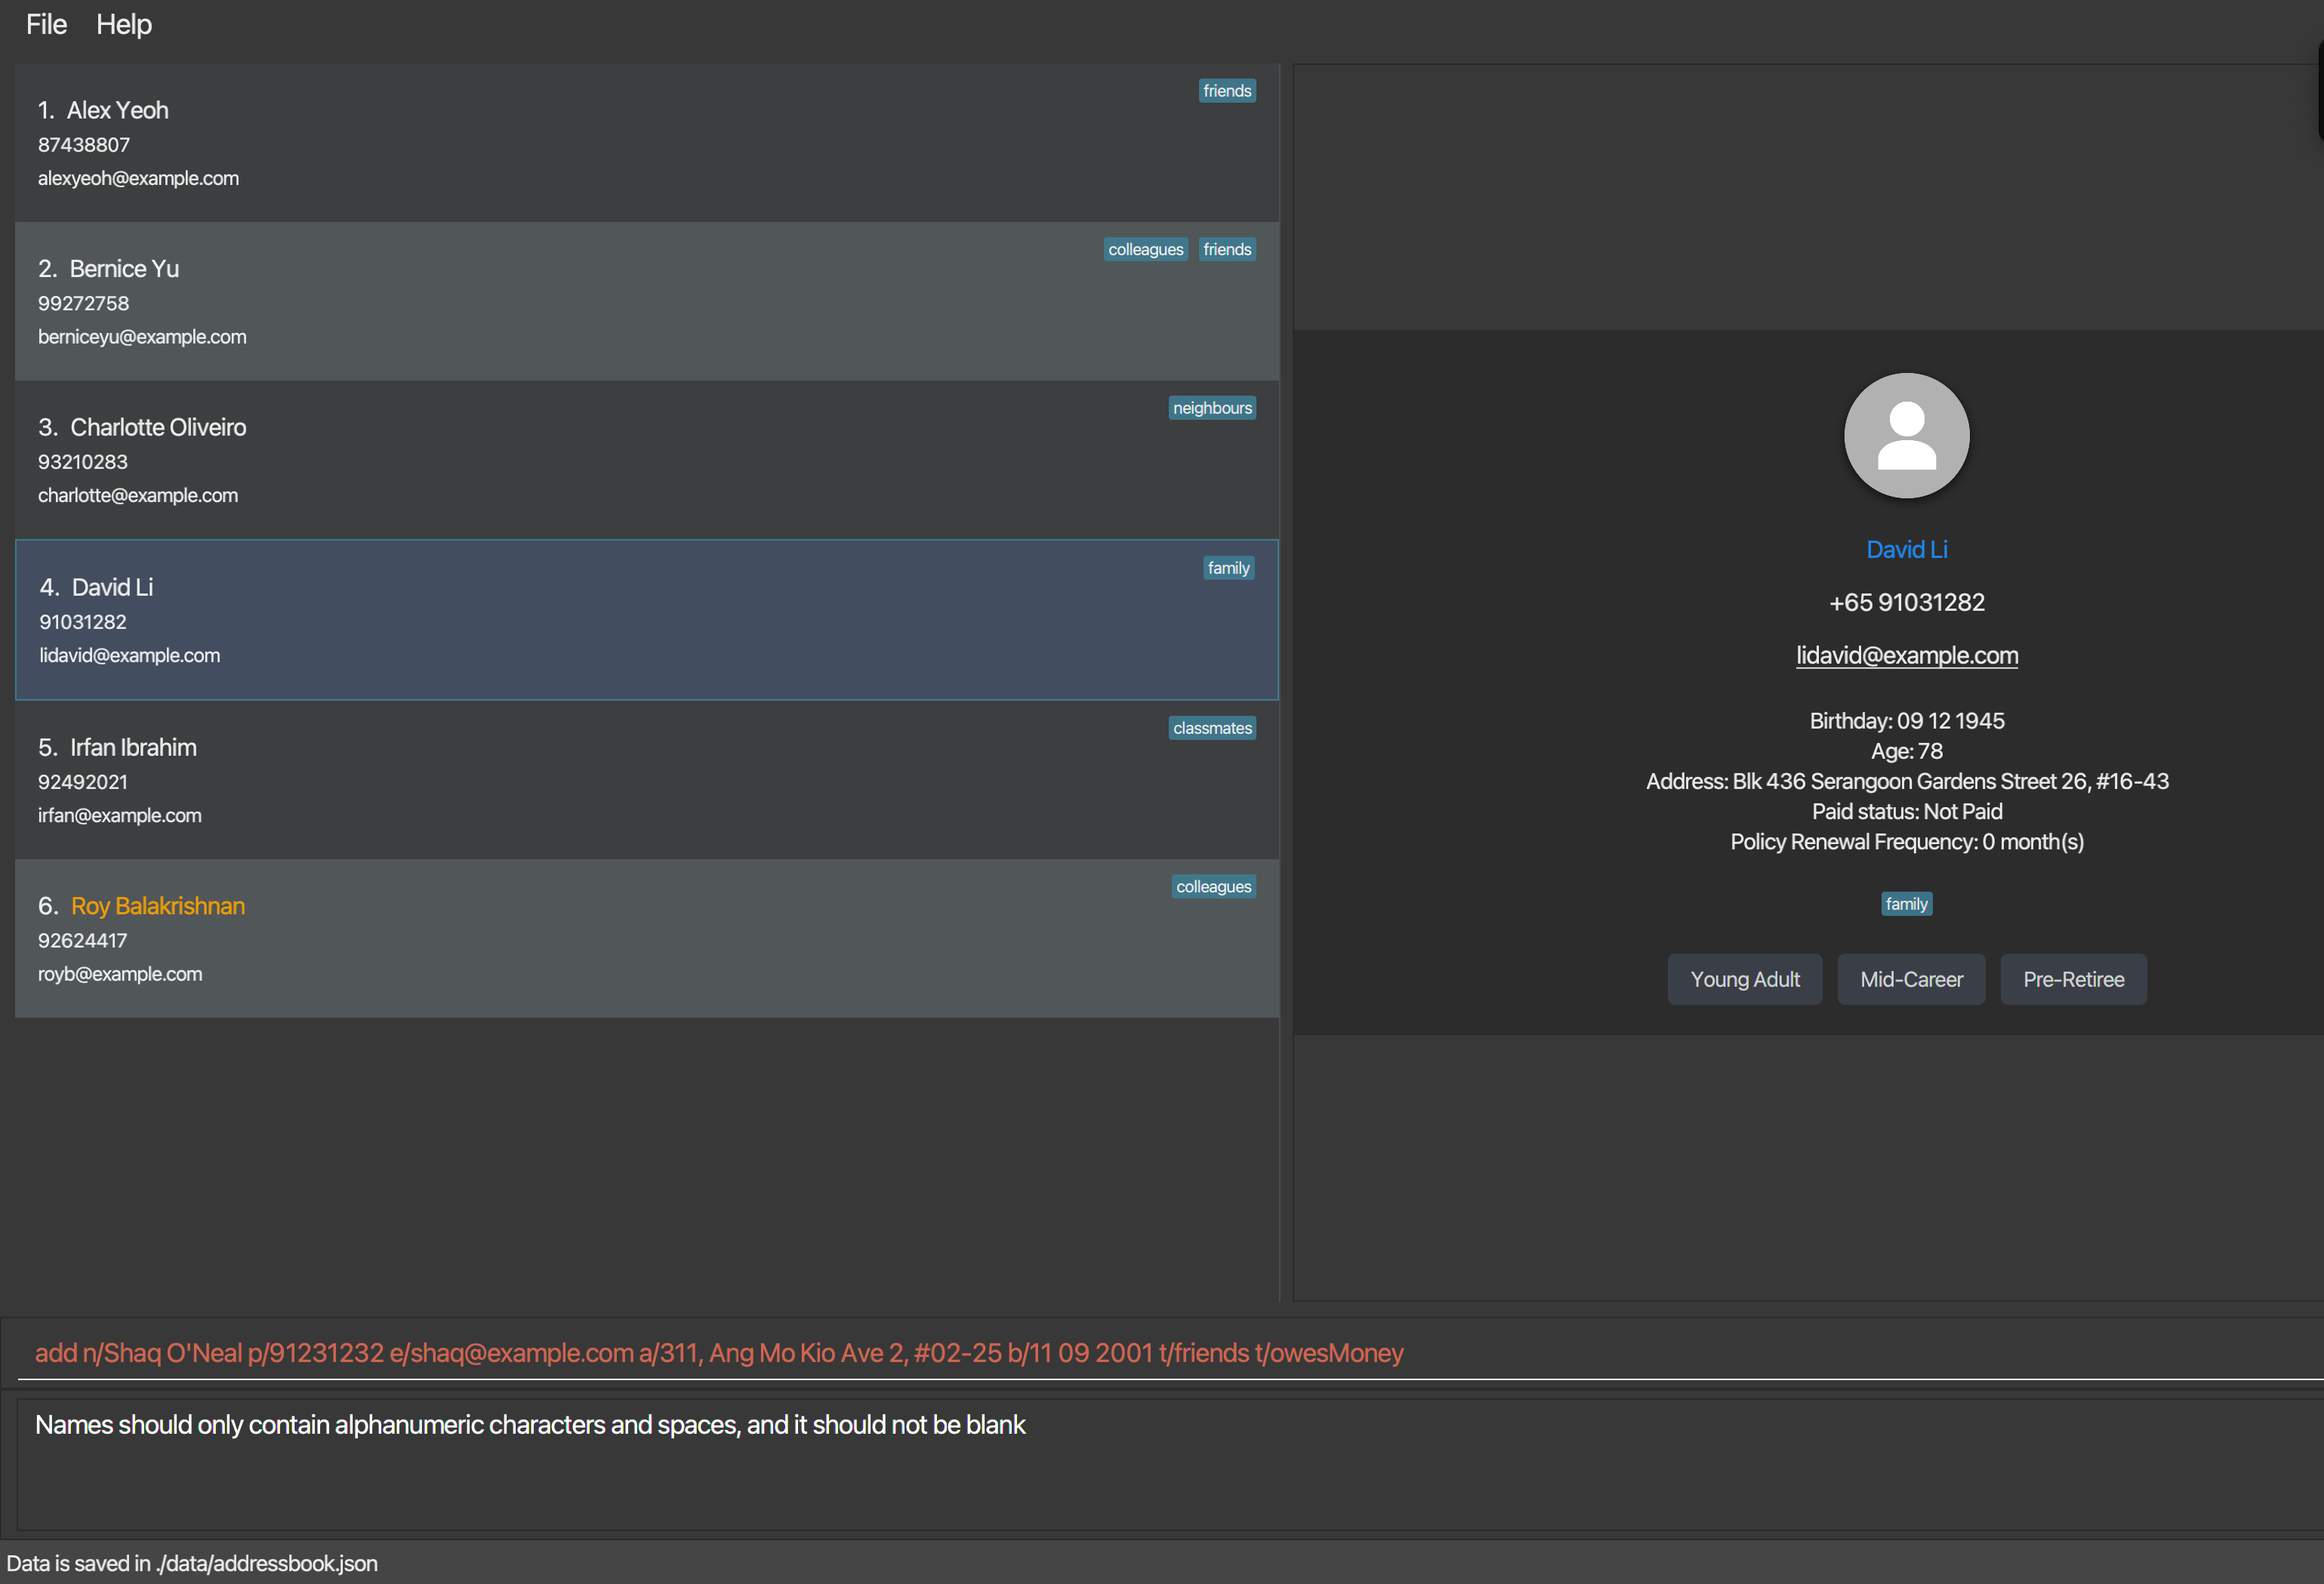 File Help
1. Alex Yeoh
friends
87438807
alexyeoh@example.com
2. Bernice Yu
colleagues friends
99272758
berniceyu@example.com
3. Charlotte Oliveiro
neighbours
93210283
charlotte@example.com
4. David Li
family
91031282
lidavid@example.com
5. Irfan Ibrahim
classmates
92492021
irfan@example.com
6. Roy Balakrishnan
colleagues
92624417
royb@example.com
David Li
+65 91031282
lidavid@example.com
Birthday: 09 12 1945
Age: 78
Address: Blk 436 Serangoon Gardens Street 26, #16-43
Paid status: Not Paid
Policy Renewal Frequency: 0 month(s)
family
Young Adult Mid-Career Pre-Retiree
add n/Shaq O'Neal p/91231232 e/shaq@example.com a/311, Ang Mo Kio Ave 2, #02-25 b/11 09 2001 t/friends t/owesMoney
Names should only contain alphanumeric characters and spaces, and it should not be blank
Data is saved in ./data/addressbook.json